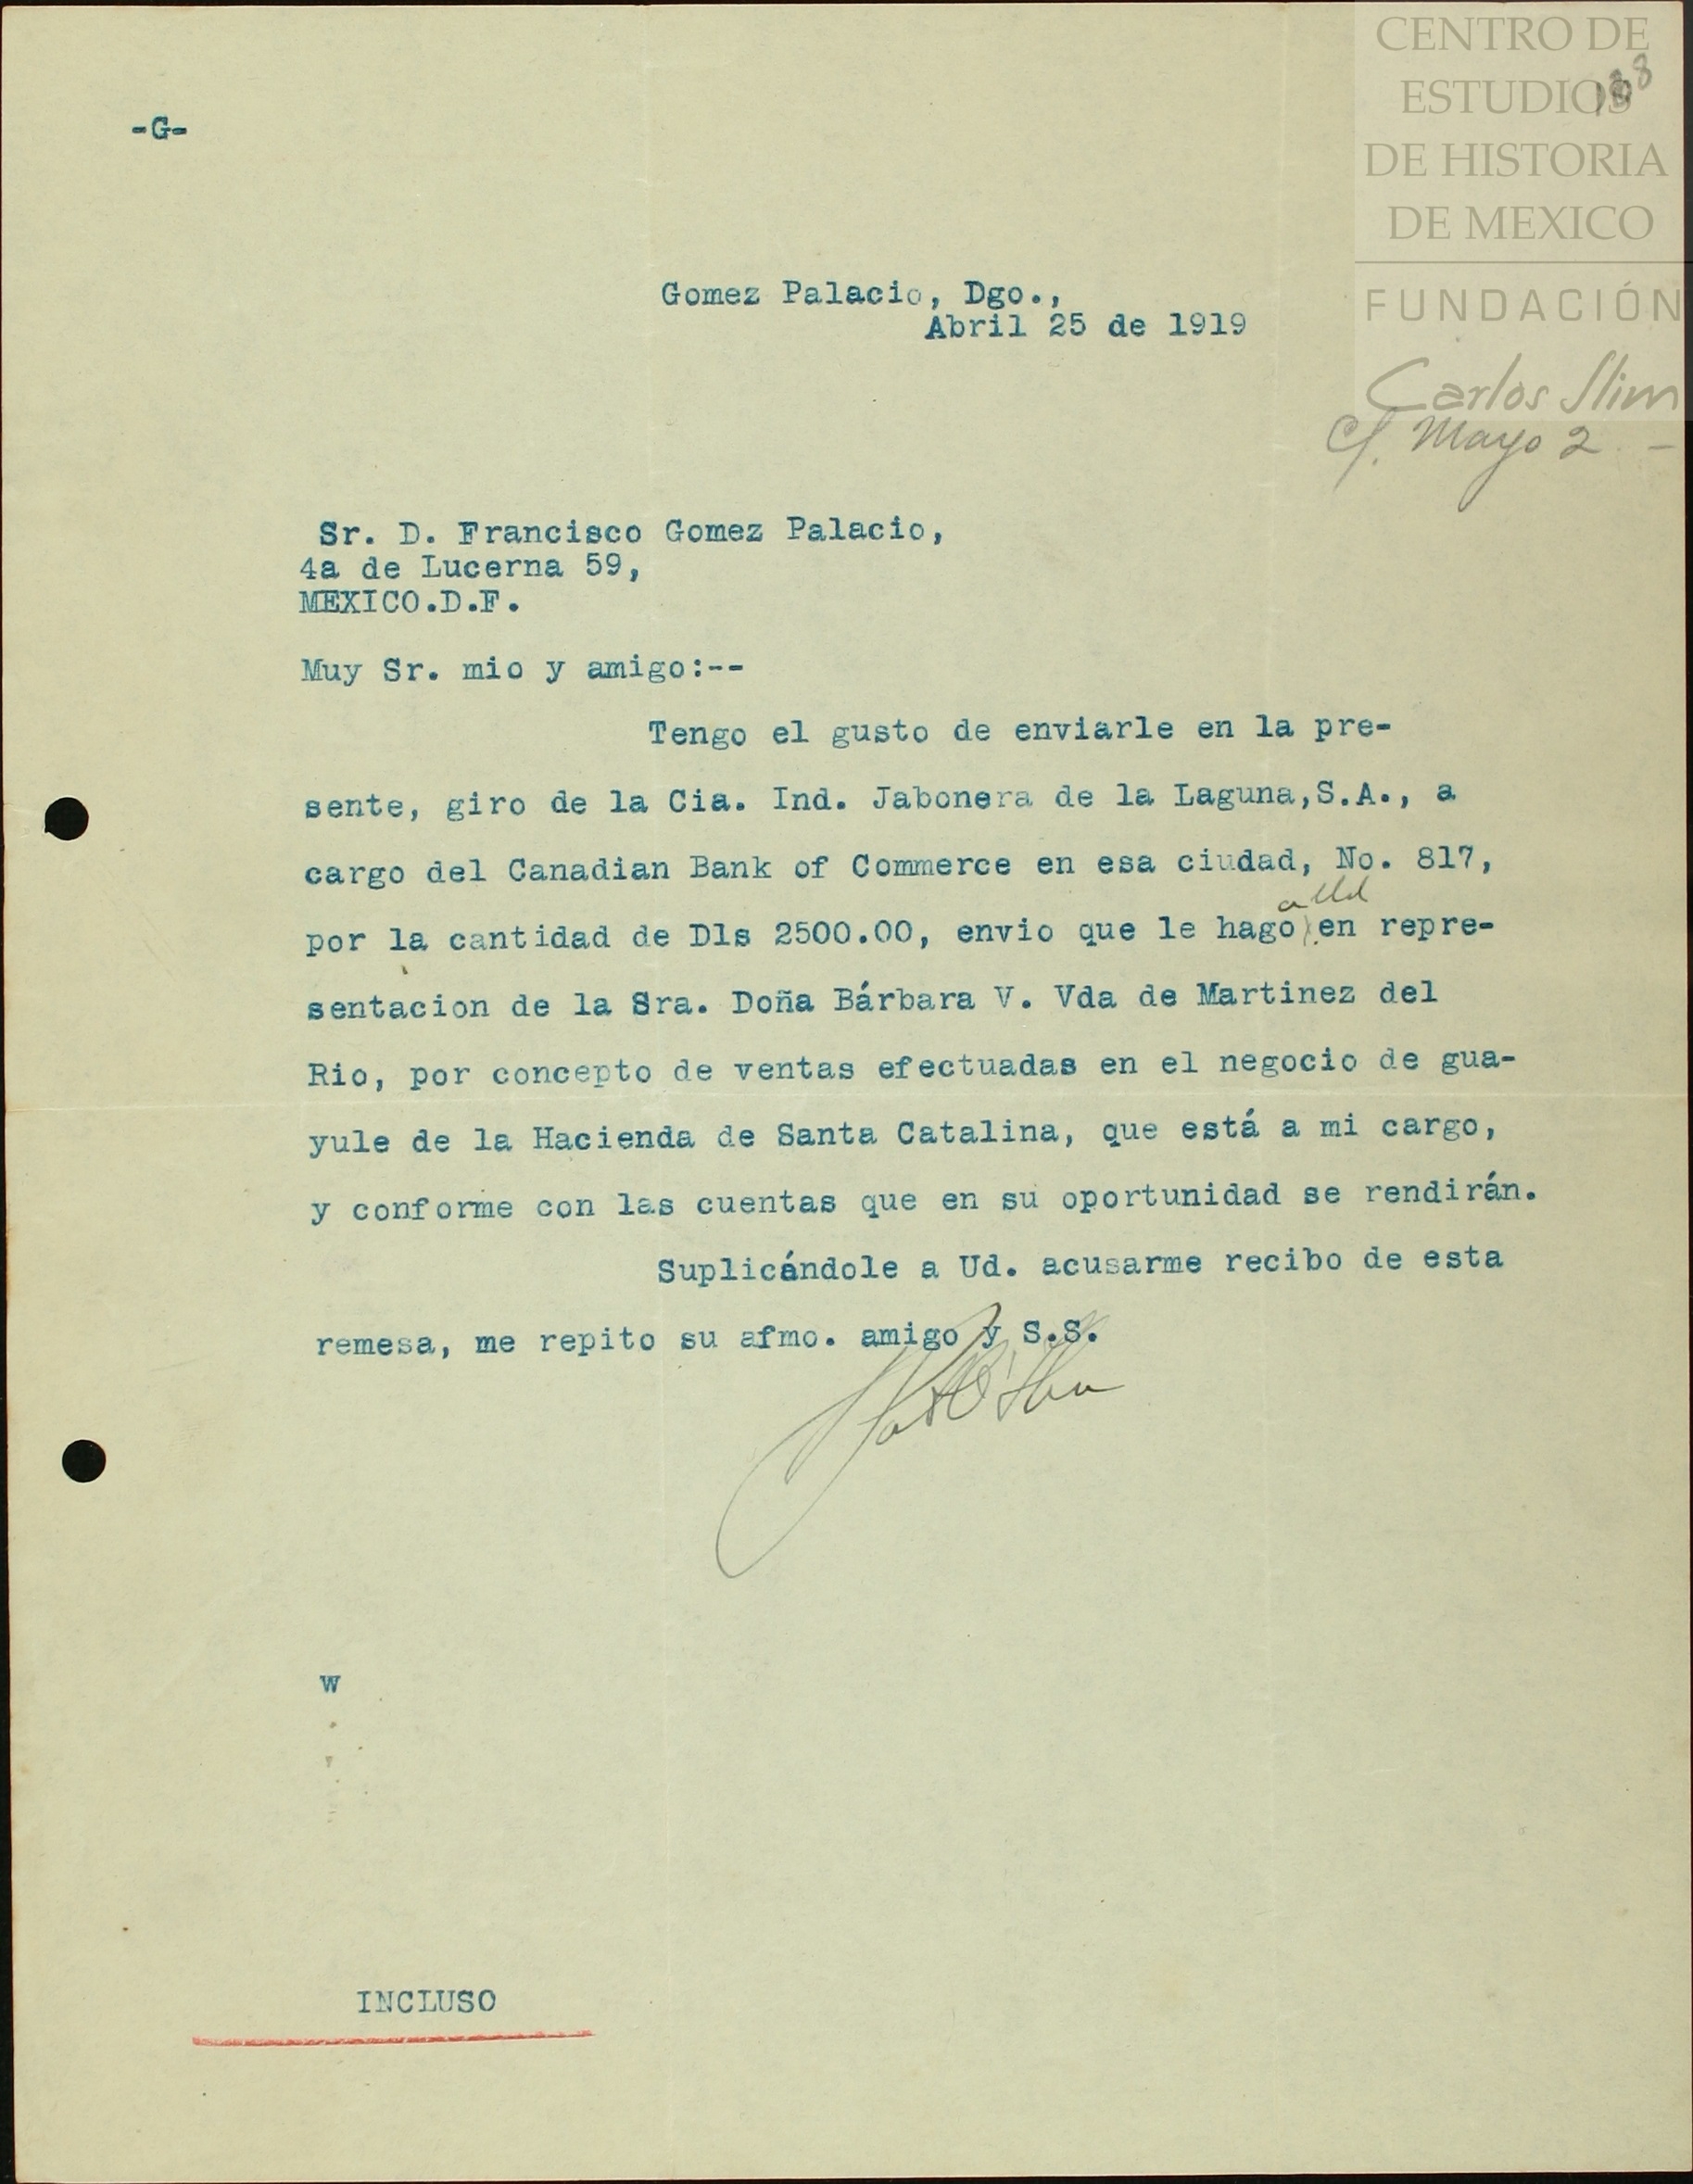 CENTRO DE
ESTUDIOS
DE HISTORIA
DE MEXICO
FUNDACIÓN
Carlos Slim
-G-
Gomez Palacio, Dgo.,
Abril 25 de 1919
C/. Mayo 2 -
Sr. D. Francisco Gomez Palacio,
4a de Lucerna 59,
MEXICO.D.F.
Muy Sr. mio y amigo:--
Tengo el gusto de enviarle en la pre-
sente, giro de la Cia. Ind. Jabonera de la Laguna,S.A., a
cargo del Canadian Bank of Commerce en esa ciudad, No. 817,
por la cantidad de Dls 2500.00, envio que le hago a Ud en repre-
sentacion de la Sra. Doña Bárbara V. Vda de Martinez del
Rio, por concepto de ventas efectuadas en el negocio de gua-
yule de la Hacienda de Santa Catalina, que está a mi cargo,
y conforme con las cuentas que en su oportunidad se rendirán.
Suplicándole a Ud. acusarme recibo de esta
remesa, me repito su afmo. amigo y S.S.
W
INCLUSO